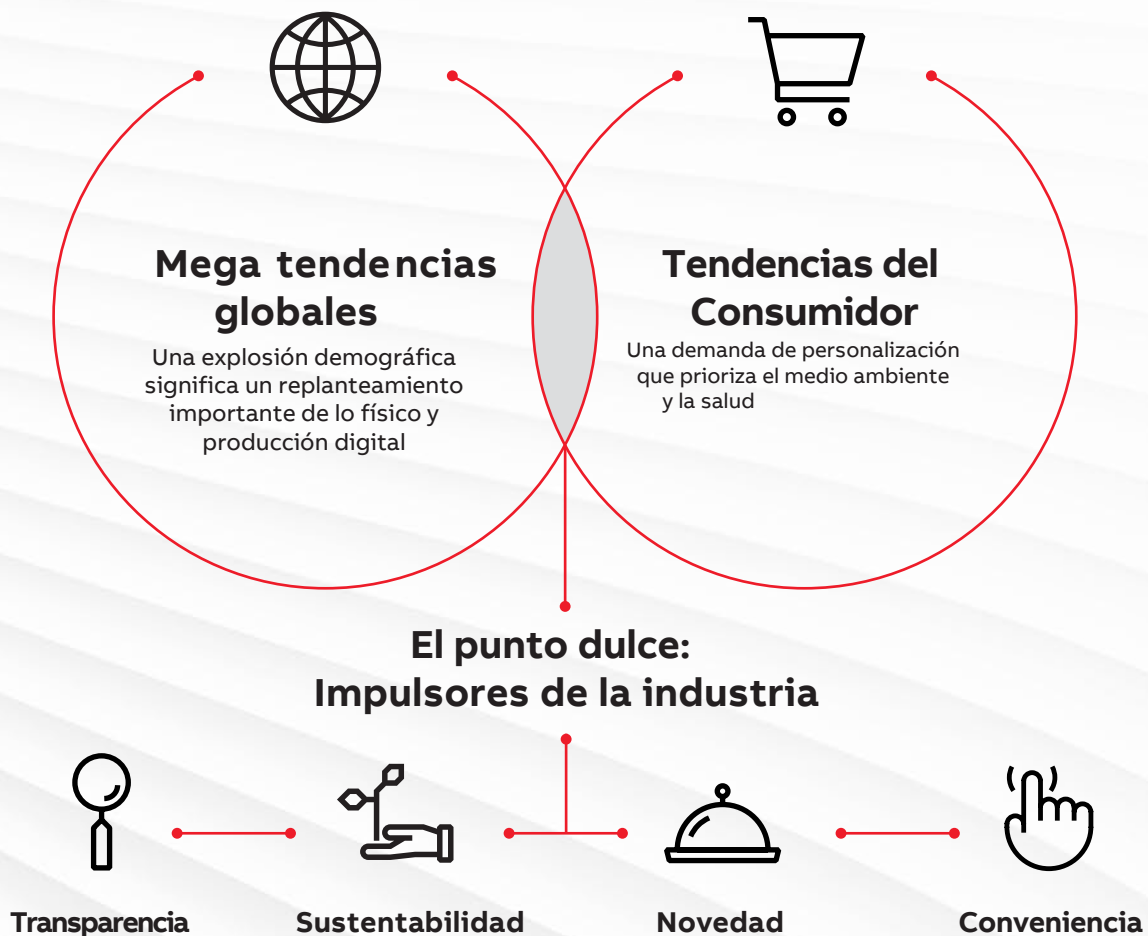 Mega tendencias
globales
Una explosión demográfica
significa un replanteamiento
importante de lo físico y
producción digital
Tendencias del
Consumidor
Una demanda de personalización
que prioriza el medio ambiente
y la salud
El punto dulce:
Impulsores de la industria
Transparencia
Sustentabilidad
Novedad
Conveniencia